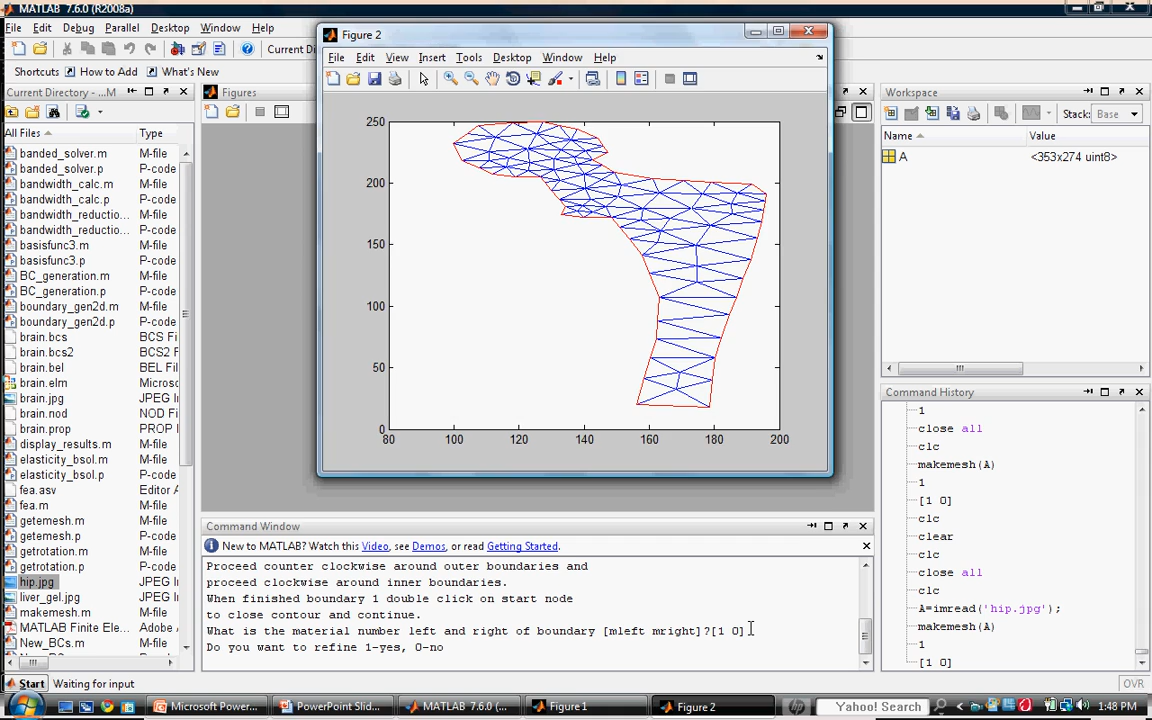 MATLAB 7.6.0 (R2008a)
File Edit Debug Parallel Desktop Window Help
Current Di
Shortcuts How to Add What's New
Current Directory - ...M
All Files Type
banded_solver.m M-file
banded_solver.p P-code
bandwidth_calc.m M-file
bandwidth_calc.p P-code
bandwidth_reductio... M-file
bandwidth_reductio... P-code
basisfunc3.m M-file
basisfunc3.p P-code
BC_generation.m M-file
BC_generation.p P-code
boundary_gen2d.m M-file
boundary_gen2d.p P-code
brain.bcs BCS Fi
brain.bcs2 BCS2 F
brain.bel BEL Fil
brain.elm Microsc
brain.jpg JPEG I
brain.nod NOD Fi
brain.prop PROP I
display_results.m M-file
elasticity_bsol.m M-file
elasticity_bsol.p P-code
fea.asv Editor A
fea.m M-file
getemesh.m M-file
getemesh.p P-code
getrotation.m M-file
getrotation.p P-code
hip.jpg JPEG I
liver_gel.jpg JPEG I
makemesh.m M-file
MATLAB Finite Ele... Adobe
New_BCs.m M-file
Figures
Figure 2
File Edit View Insert Tools Desktop Window Help
250
200
150
100
50
0
80 100 120 140 160 180 200
Workspace
Stack: Base
Name Value
A <353x274 uint8>
Command History
1
close all
clc
makemesh(A)
1
[1 0]
clc
clear
clc
close all
clc
A=imread('hip.jpg');
makemesh(A)
1
[1 0]
Command Window
New to MATLAB? Watch this Video, see Demos, or read Getting Started.
Proceed counter clockwise around outer boundaries and
proceed clockwise around inner boundaries.
When finished boundary 1 double click on start node
to close contour and continue.
What is the material number left and right of boundary [mleft mright]?[1 0]
Do you want to refine 1-yes, 0-no
Start Waiting for input
OVR
Microsoft Power... PowerPoint Slid... MATLAB 7.6.0 (... Figure 1 Figure 2
Yahoo! Search
1:48 PM